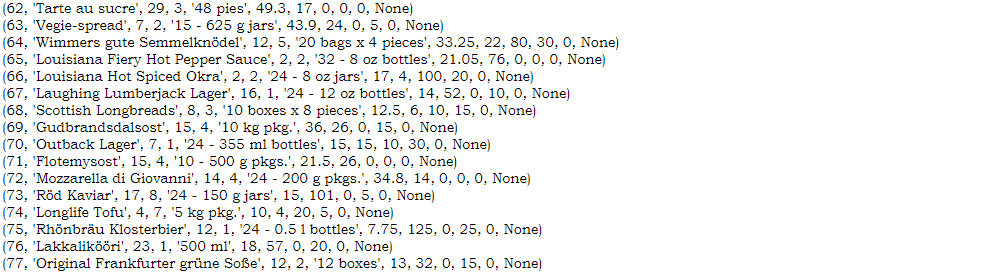 (62, 'Tarte au sucre', 29, 3, '48 pies', 49.3, 17, 0, 0, 0, None)
(63, 'Vegie-spread', 7, 2, '15 - 625 g jars', 43.9, 24, 0, 5, 0, None)
(64, 'Wimmers gute Semmelknödel', 12, 5, '20 bags x 4 pieces', 33.25, 22, 80, 30, 0, None)
(65, 'Louisiana Fiery Hot Pepper Sauce', 2, 2, '32 - 8 oz bottles', 21.05, 76, 0, 0, 0, None)
(66, 'Louisiana Hot Spiced Okra', 2, 2, '24 - 8 oz jars', 17, 4, 100, 20, 0, None)
(67, 'Laughing Lumberjack Lager', 16, 1, '24 - 12 oz bottles', 14, 52, 0, 10, 0, None)
(68, 'Scottish Longbreads', 8, 3, '10 boxes x 8 pieces', 12.5, 6, 10, 15, 0, None)
(69, 'Gudbrandsdalsost', 15, 4, '10 kg pkg.', 36, 26, 0, 15, 0, None)
(70, 'Outback Lager', 7, 1, '24 - 355 ml bottles', 15, 15, 10, 30, 0, None)
(71, 'Flotemysost', 15, 4, '10 - 500 g pkgs.', 21.5, 26, 0, 0, 0, None)
(72, 'Mozzarella di Giovanni', 14, 4, '24 - 200 g pkgs.', 34.8, 14, 0, 0, 0, None)
(73, 'Röd Kaviar', 17, 8, '24 - 150 g jars', 15, 101, 0, 5, 0, None)
(74, 'Longlife Tofu', 4, 7, '5 kg pkg.', 10, 4, 20, 5, 0, None)
(75, 'Rhönbräu Klosterbier', 12, 1, '24 - 0.5 l bottles', 7.75, 125, 0, 25, 0, None)
(76, 'Lakkalikööri', 23, 1, '500 ml', 18, 57, 0, 20, 0, None)
(77, 'Original Frankfurter grüne Soße', 12, 2, '12 boxes', 13, 32, 0, 15, 0, None)